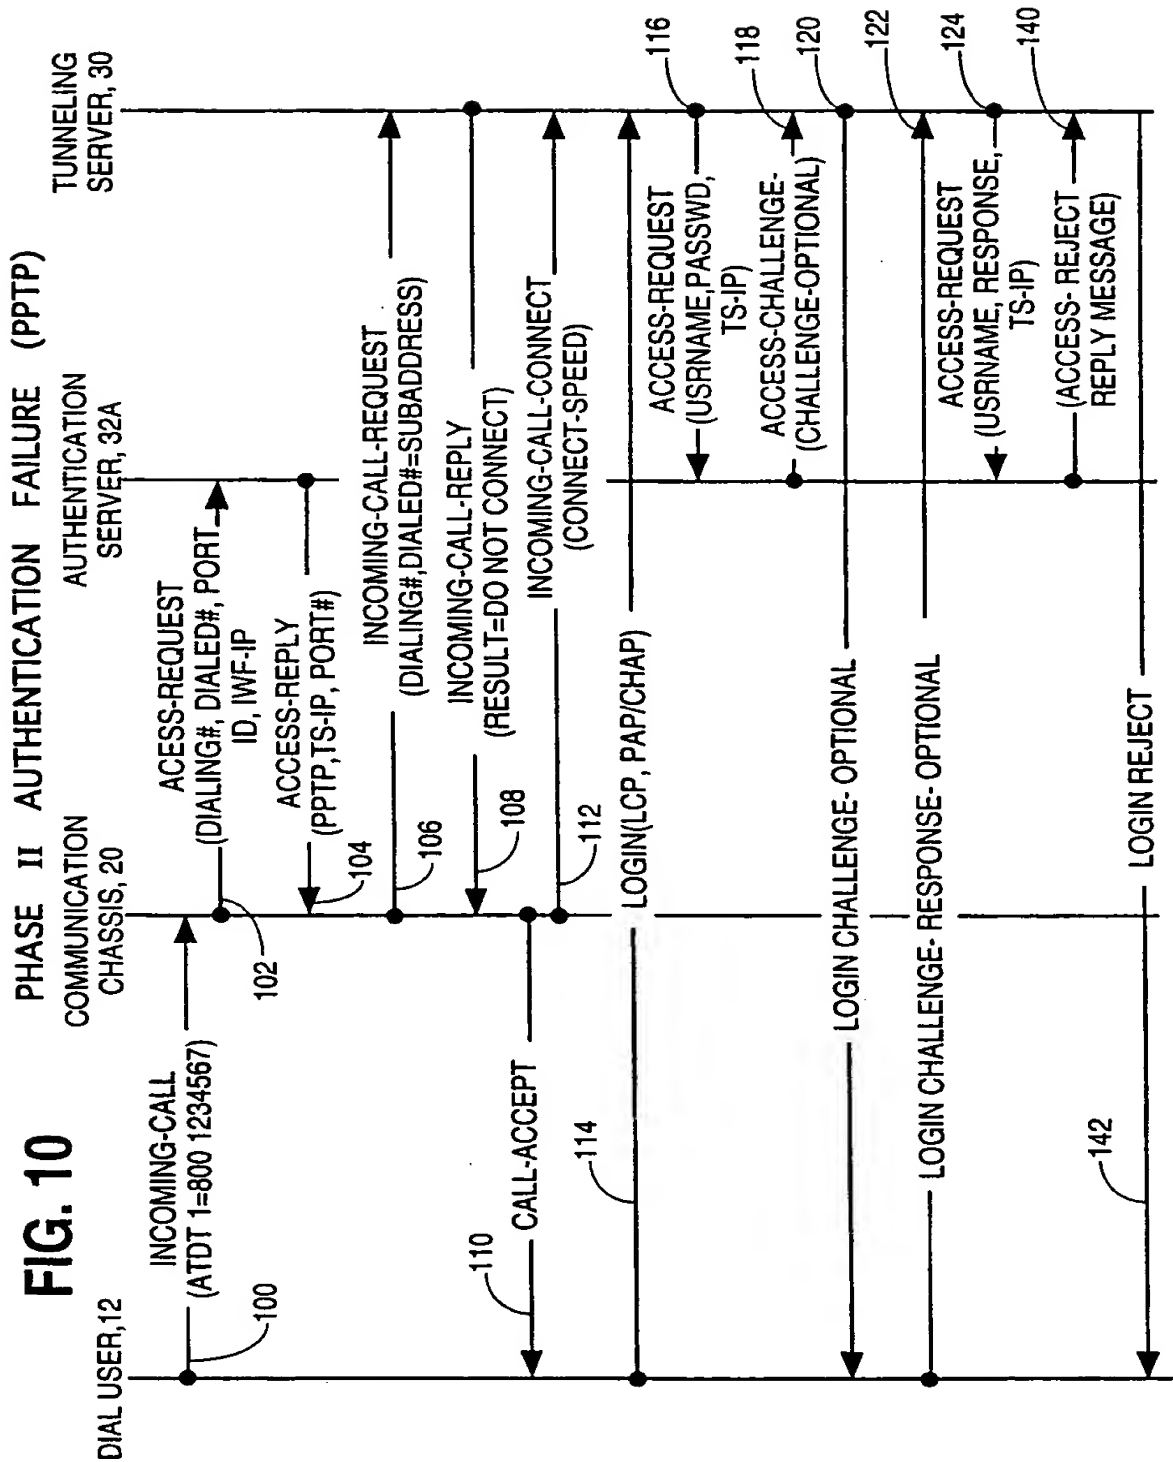 FIG. 10
PHASE II AUTHENTICATION FAILURE (PPTP)
DIAL USER,12
COMMUNICATION
CHASSIS, 20
AUTHENTICATION
SERVER, 32A
TUNNELING
SERVER, 30
INCOMING-CALL
(ATDT 1=800 1234567)
100
ACESS-REQUEST
(DIALING#, DIALED#, PORT
ID, IWF-IP
102
ACCESS-REPLY
(PPTP,TS-IP, PORT#)
104
INCOMING-CALL-REQUEST
(DIALING#,DIALED#=SUBADDRESS)
106
INCOMING-CALL-REPLY
(RESULT=DO NOT CONNECT)
108
CALL-ACCEPT
110
INCOMING-CALL-CONNECT
(CONNECT-SPEED)
112
LOGIN(LCP, PAP/CHAP)
114
ACCESS-REQUEST
(USRNAME,PASSWD,
TS-IP)
116
ACCESS-CHALLENGE-
(CHALLENGE-OPTIONAL)
118
LOGIN CHALLENGE- OPTIONAL
120
LOGIN CHALLENGE- RESPONSE- OPTIONAL
122
ACCESS-REQUEST
(USRNAME, RESPONSE,
TS-IP)
124
(ACCESS- REJECT
REPLY MESSAGE)
140
LOGIN REJECT
142